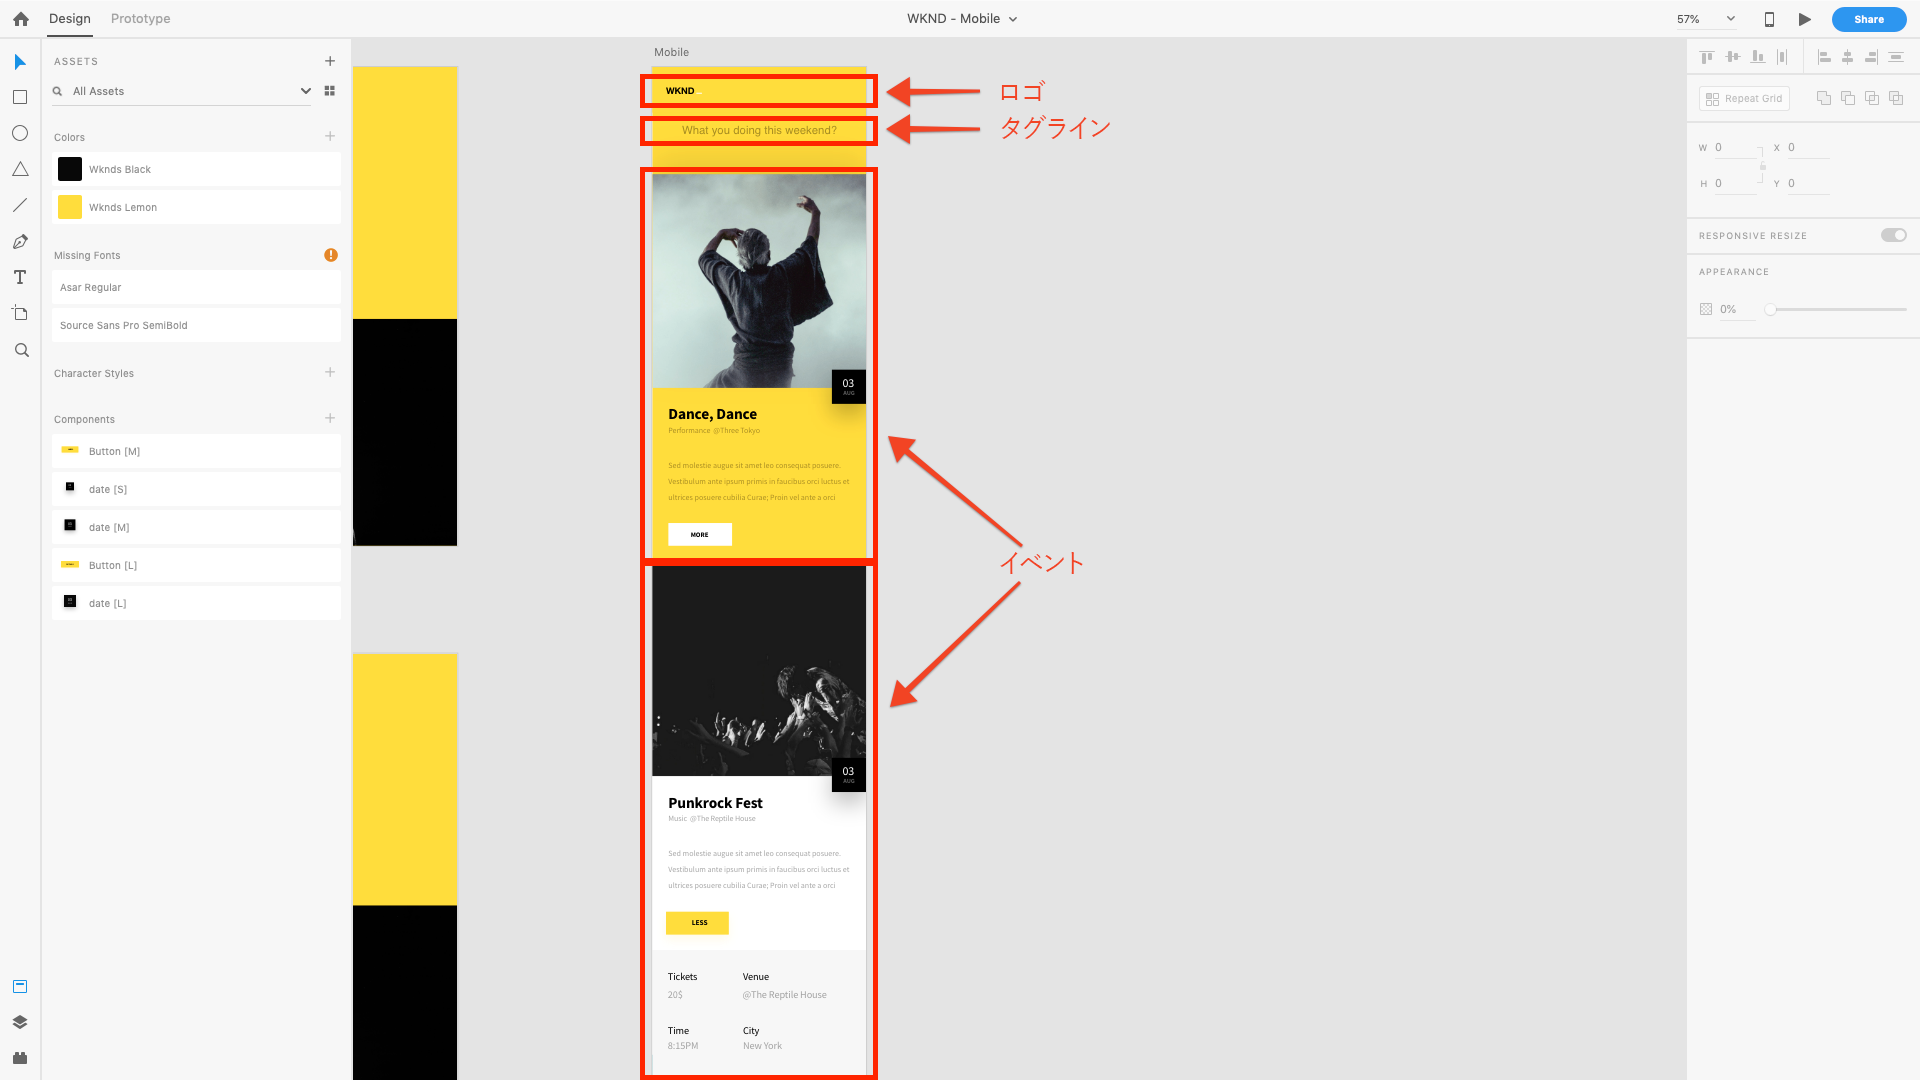 Design
Prototype
WKND - Mobile
57%
Share
ASSETS
All Assets
Colors
Wknds Black
Wknds Lemon
Missing Fonts
Asar Regular
Source Sans Pro SemiBold
Character Styles
Components
Button [M]
date [S]
date [M]
Button [L]
date [L]
Mobile
WKND
What you doing this weekend?
03
AUG
Dance, Dance
Performance @Three Tokyo
Sed molestie augue sit amet leo consequat posuere.
Vestibulum ante ipsum primis in faucibus orci luctus et
ultrices posuere cubilia Curae; Proin vel ante a orci
MORE
03
AUG
Punkrock Fest
Music @The Reptile House
Sed molestie augue sit amet leo consequat posuere.
Vestibulum ante ipsum primis in faucibus orci luctus et
ultrices posuere cubilia Curae; Proin vel ante a orci
LESS
Tickets
Venue
20$
@The Reptile House
Time
City
8:15PM
New York
ロゴ
タグライン
イベント
Repeat Grid
W 0
X 0
H 0
Y 0
RESPONSIVE RESIZE
APPEARANCE
0%